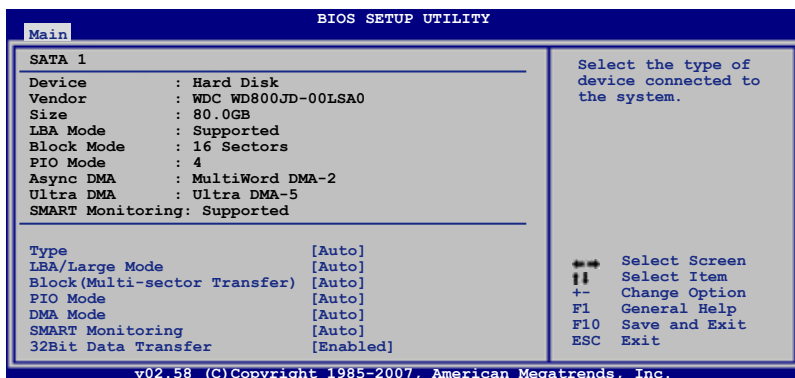 BIOS SETUP UTILITY
Main
SATA 1
Device : Hard Disk
Vendor : WDC WD800JD-00LSA0
Size : 80.0GB
LBA Mode : Supported
Block Mode : 16 Sectors
PIO Mode : 4
Async DMA : MultiWord DMA-2
Ultra DMA : Ultra DMA-5
SMART Monitoring: Supported
Type [Auto]
LBA/Large Mode [Auto]
Block(Multi-sector Transfer) [Auto]
PIO Mode [Auto]
DMA Mode [Auto]
SMART Monitoring [Auto]
32Bit Data Transfer [Enabled]
Select the type of
device connected to
the system.
Select Screen
Select Item
+- Change Option
F1 General Help
F10 Save and Exit
ESC Exit
v02.58 (C)Copyright 1985-2007, American Megatrends, Inc.